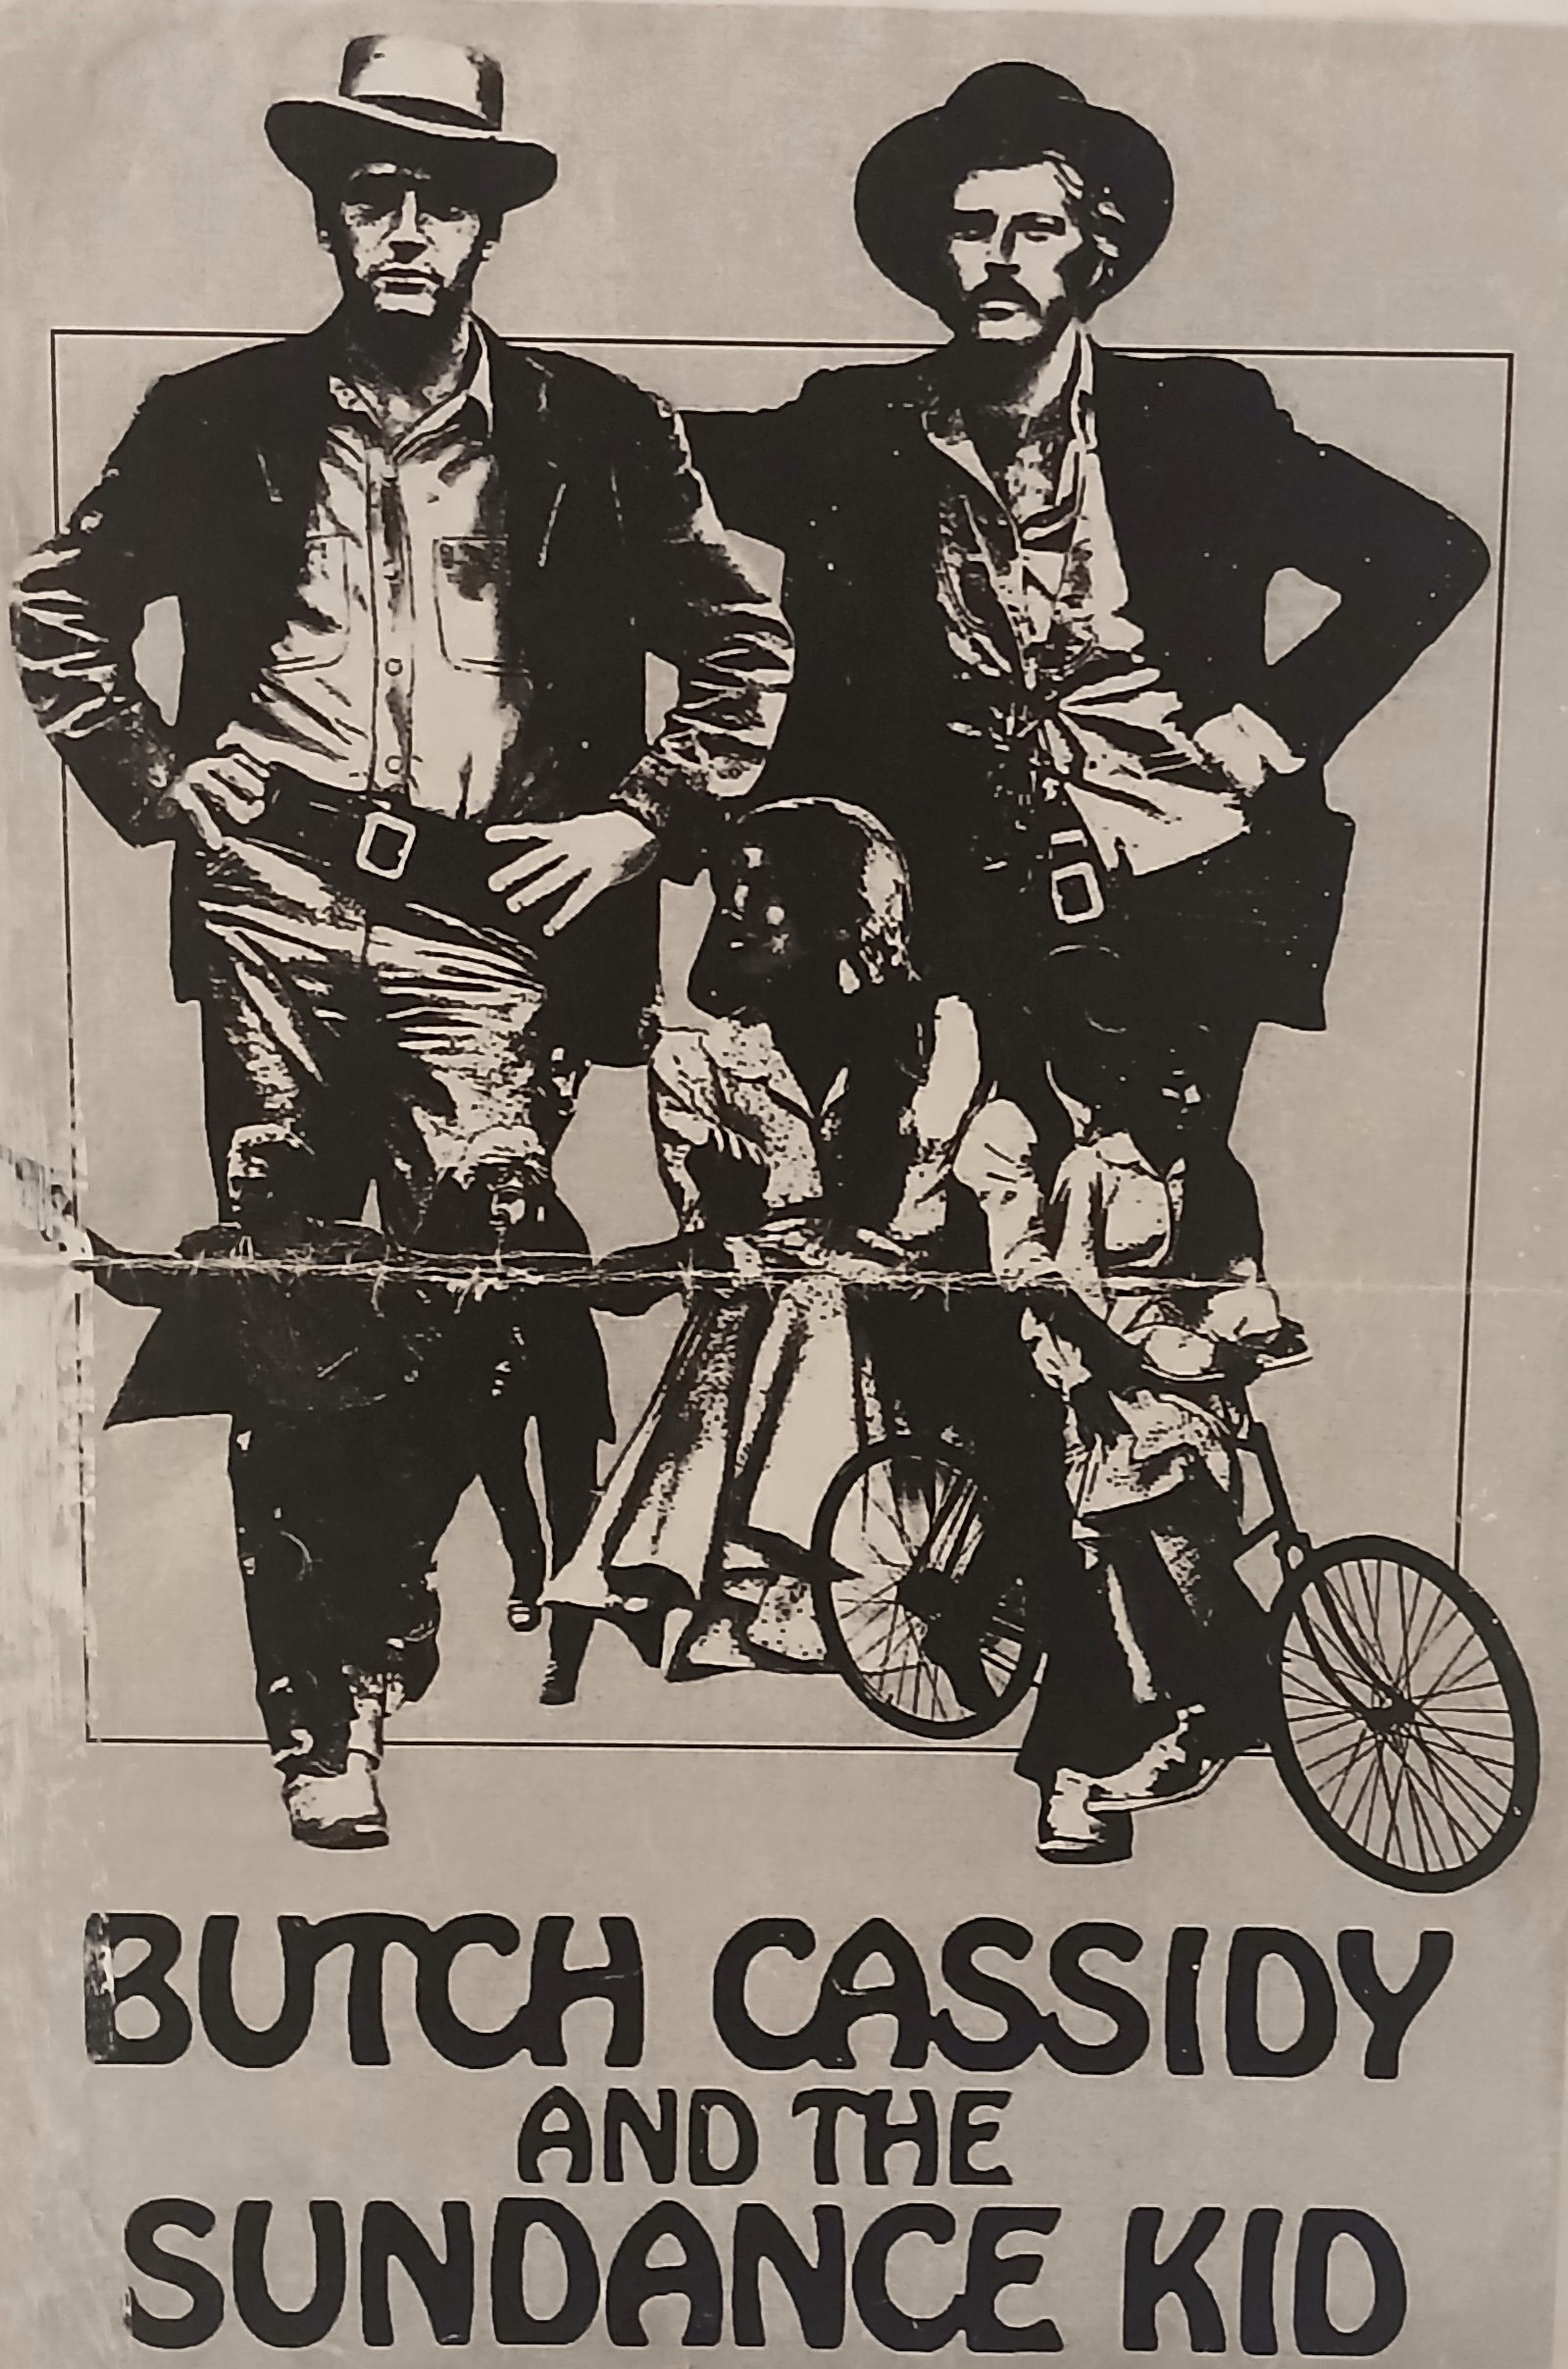 BUTCH CASSIDY
AND THE
SUNDANCE KID